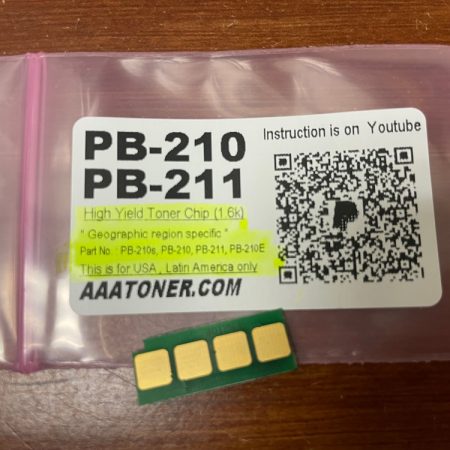 PB-210
PB-211
Instruction is on Youtube
High Yield Toner Chip (1.6k)
" Geographic region specific "
Part No. : PB-210s, PB-210, PB-211, PB-210E
This is for USA , Latin America only
AAATONER.COM